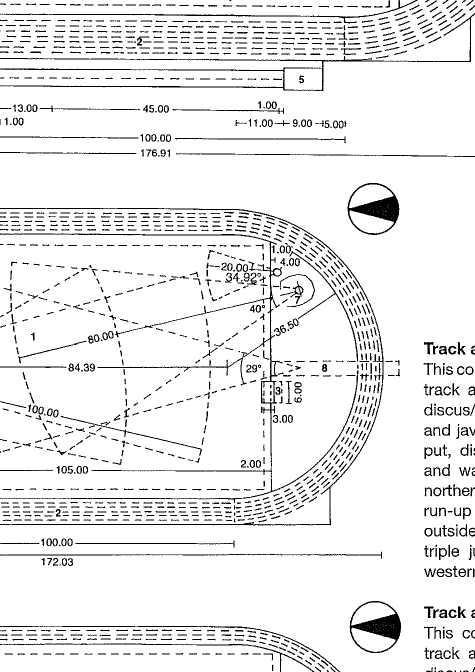 2
5
13.00
45.00
1.00
1.00
11.00
9.00
5.00
100.00
176.91
1.00
20.00
4.00
34.92°
7
40°
36.50
1
80.00
84.39
29°
8
3
6.00
3.00
100.00
105.00
2.00
2
100.00
172.03
Track a
This co
track a
discus/
and jav
put, dis
and wa
norther
run-up
outside
triple ju
western
Track a
This co
track a
discus/